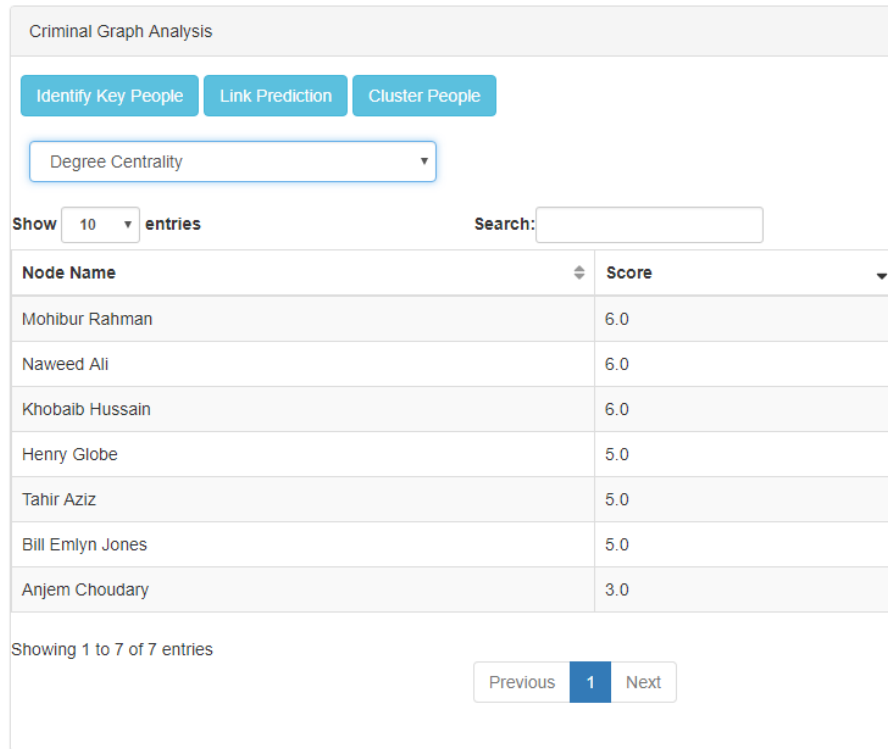 Criminal Graph Analysis
Identify Key People Link Prediction Cluster People
Degree Centrality
Show 10 entries Search:
Node Name Score
Mohibur Rahman 6.0
Naweed Ali 6.0
Khobaib Hussain 6.0
Henry Globe 5.0
Tahir Aziz 5.0
Bill Emlyn Jones 5.0
Anjem Choudary 3.0
Showing 1 to 7 of 7 entries
Previous 1 Next